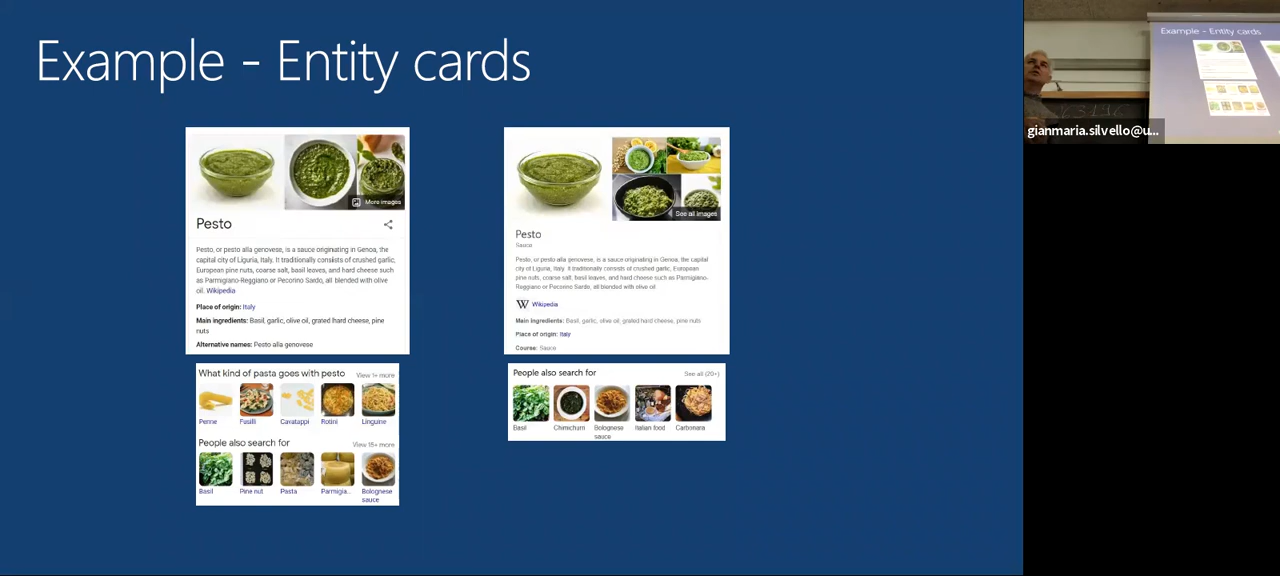 Example - Entity cards
More images
Pesto
Pesto, or pesto alla genovese, is a sauce originating in Genoa, the
capital city of Liguria, Italy. It traditionally consists of crushed garlic,
European pine nuts, coarse salt, basil leaves, and hard cheese such
as Parmigiano-Reggiano or Pecorino Sardo, all blended with olive
oil. Wikipedia
Place of origin: Italy
Main ingredients: Basil, garlic, olive oil, grated hard cheese, pine
nuts
Alternative names: Pesto alla genovese
What kind of pasta goes with pesto View 1+ more
Penne Fusilli Cavatappi Rotini Linguine
People also search for View 15+ more
Basil Pine nut Pasta Parmigia... Bolognese
sauce
See all images
Pesto
Sauce
Pesto, or pesto alla genovese, is a sauce originating in Genoa, the capital
city of Liguria, Italy. It traditionally consists of crushed garlic, European
pine nuts, coarse salt, basil leaves, and hard cheese such as Parmigiano-
Reggiano or Pecorino Sardo, all blended with olive oil
W Wikipedia
Main ingredients: Basil, garlic, olive oil, grated hard cheese, pine nuts
Place of origin: Italy
Course: Sauce
People also search for See all (20+)
Basil Chimichurri Bolognese Italian food Carbonara
sauce
Example - Entity cards
gianmaria.silvello@u...